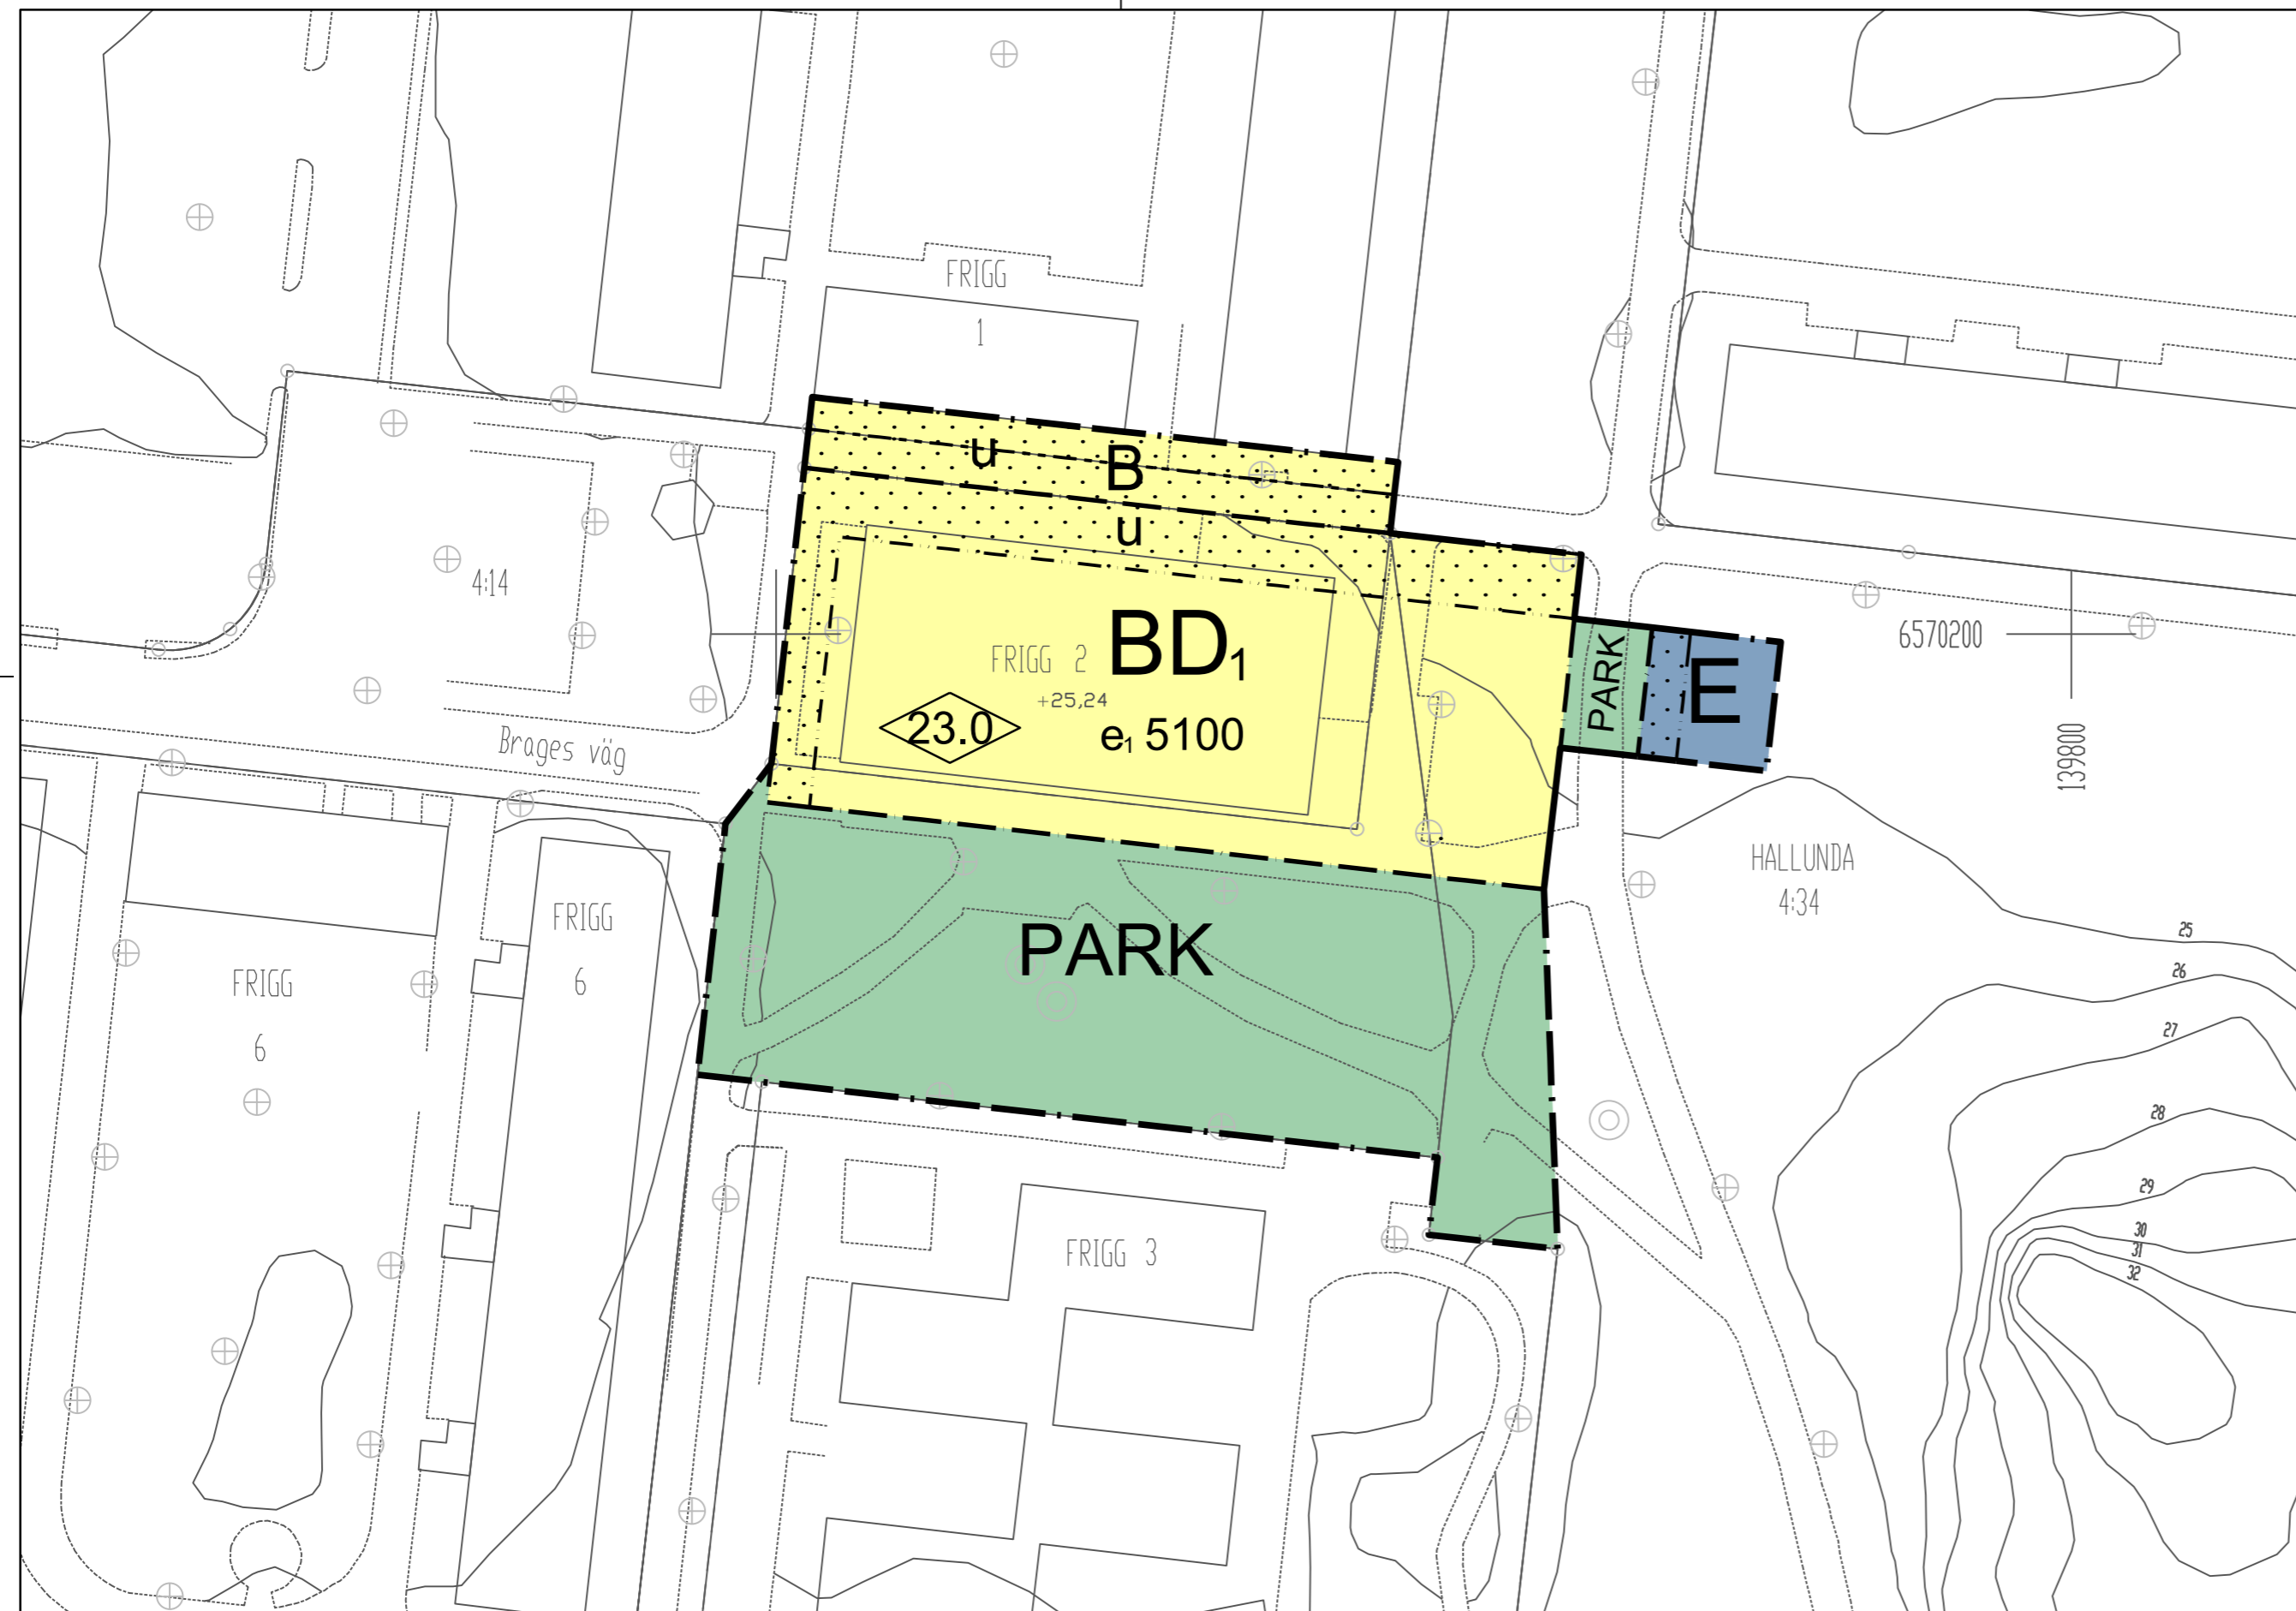 FRIGG
1
u
B
u
4:14
6570200
139800
FRIGG 2
BD₁
+25,24
23.0
e₁ 5100
PARK
E
Brages väg
HALLUNDA
4:34
FRIGG
6
FRIGG
6
PARK
FRIGG 3
25
26
27
28
29
30
31
32